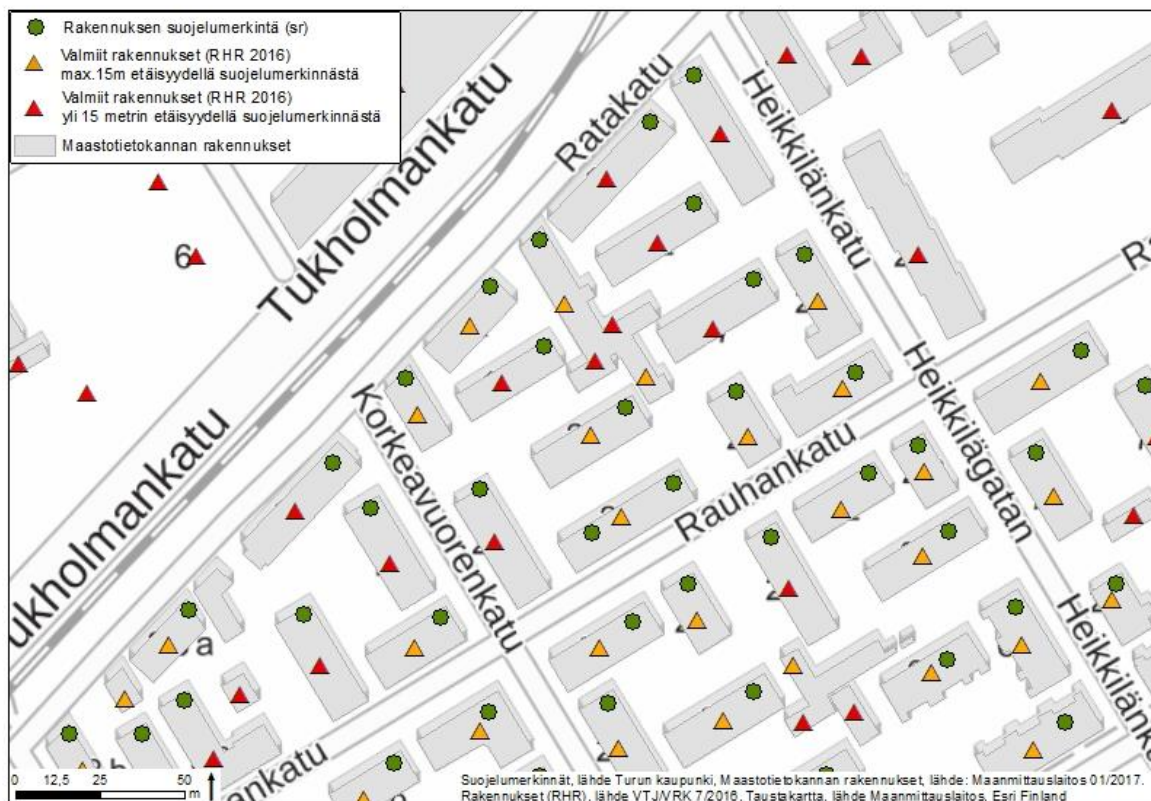 Rakennuksen suojelumerkintä (sr)
Valmiit rakennukset (RHR 2016)
max.15m etäisyydellä suojelumerkinnästä
Valmiit rakennukset (RHR 2016)
yli 15 metrin etäisyydellä suojelumerkinnästä
Maastotietokannan rakennukset
Ratakatu
Heikkilänkatu
Tukholmankatu
6
Korkeavuorenkatu
Rauhankatu
Heikkilägatan
ukholmankatu
Heikkilänka
ankatu
0 12,5 25 50
m
Suojelumerkinnät, lähde Turun kaupunki, Maastotietokannan rakennukset, lähde: Maanmittauslaitos 01/2017.
Rakennukset (RHR), lähde VTJ/VRK 7/2016, Taustakartta, lähde Maanmittauslaitos, Esri Finland